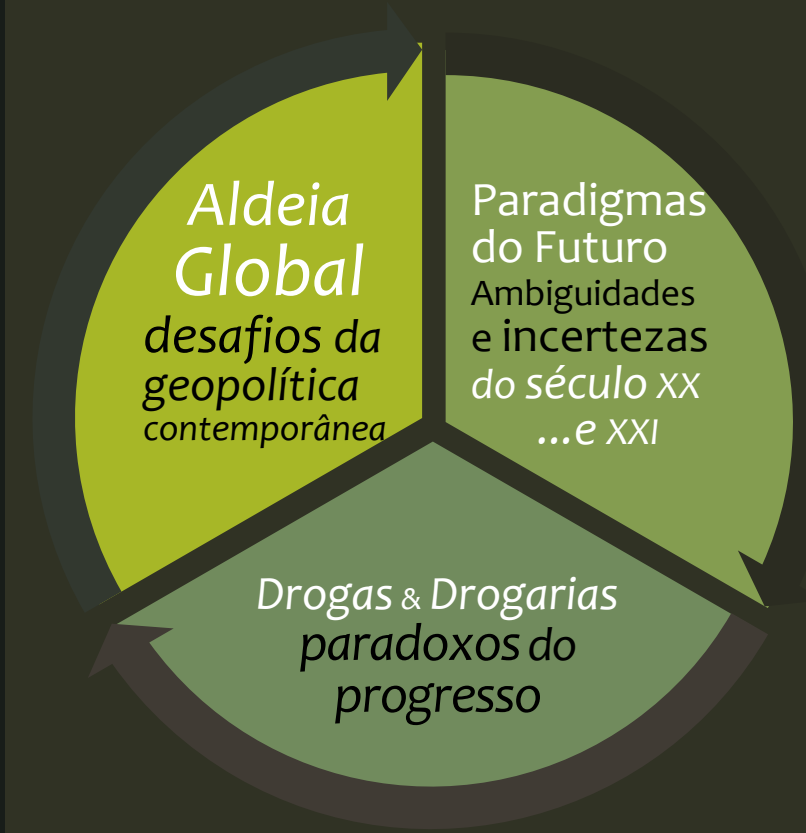 Aldeia
Global
desafios da
geopolítica
contemporânea
Paradigmas
do Futuro
Ambiguidades
e incertezas
do século XX
...e XXI
Drogas & Drogarias
paradoxos do
progresso